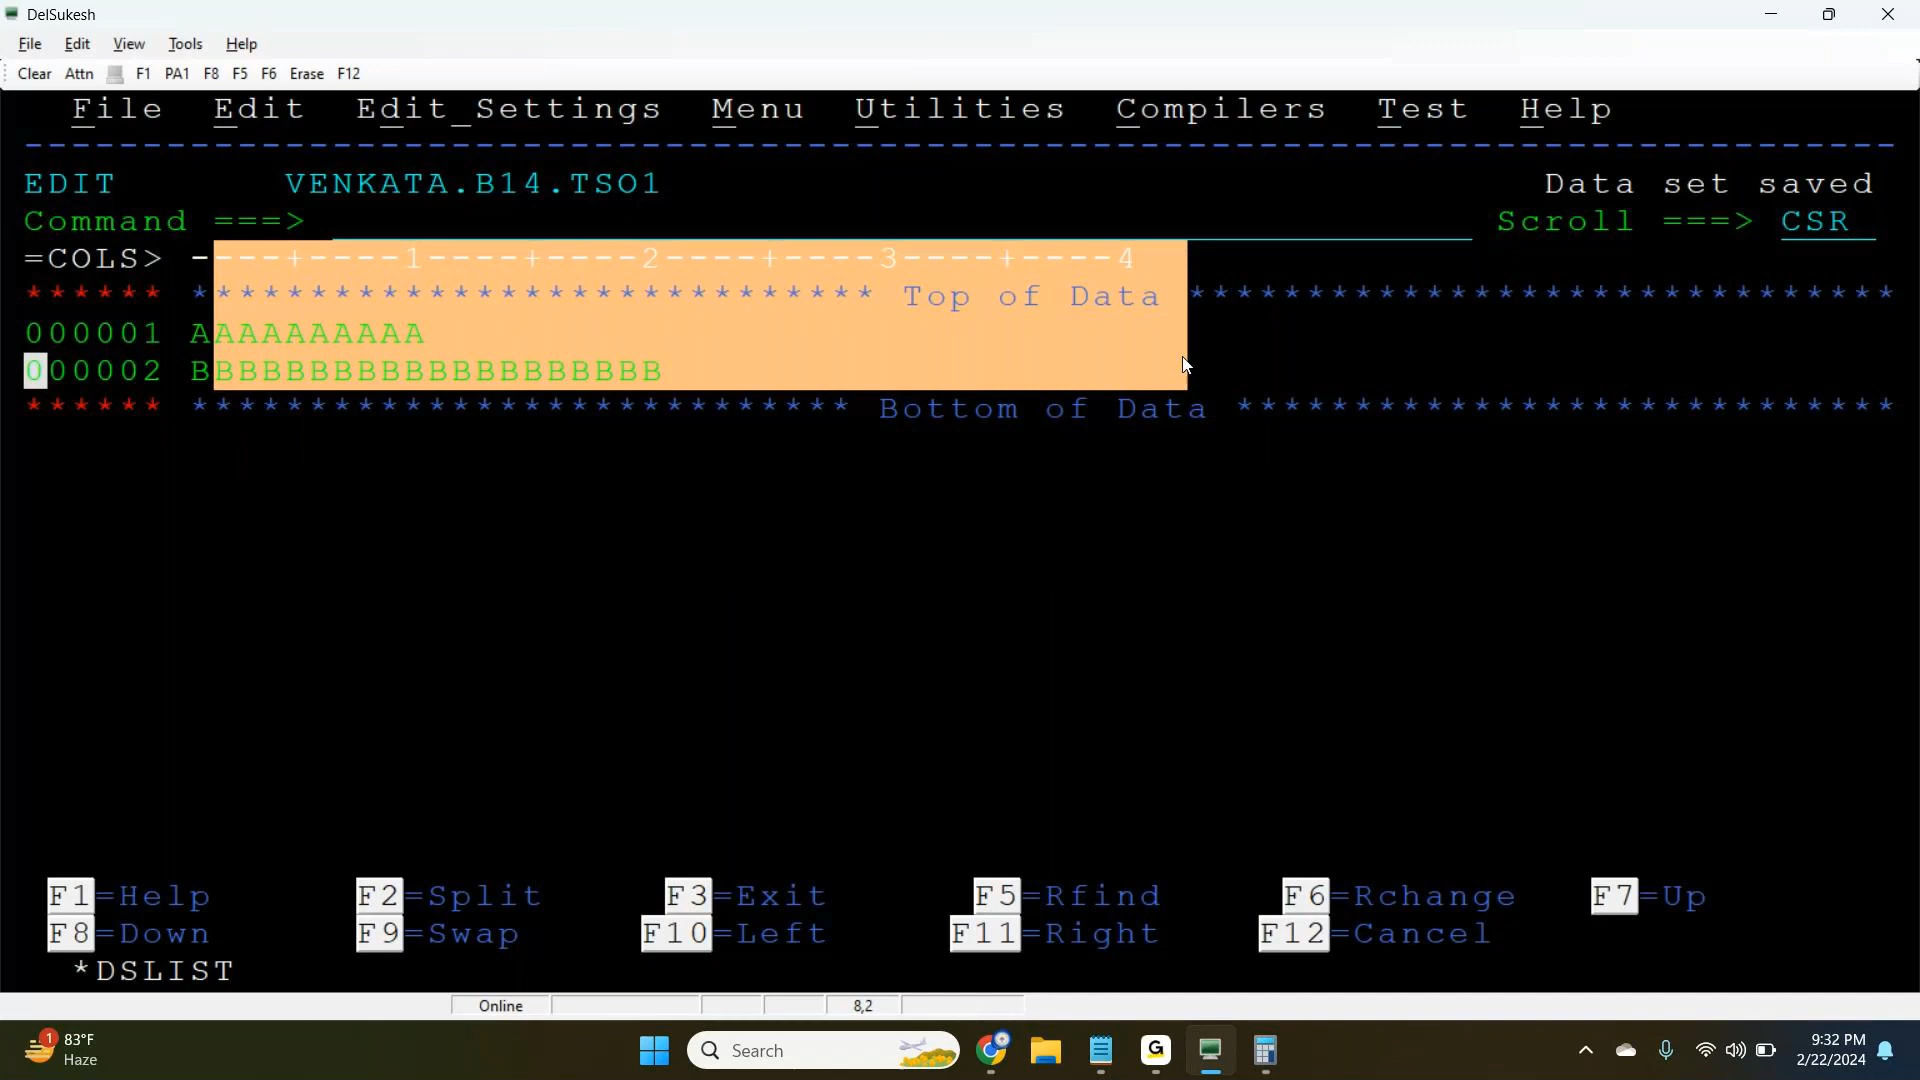 DelSukesh
File Edit View Tools Help
Clear Attn F1 PA1 F8 F5 F6 Erase F12
File Edit Edit_Settings Menu Utilities Compilers Test Help
EDIT VENKATA.B14.TSO1 Data set saved
Command ===> Scroll ===> CSR
=COLS> ----+----1----+----2----+----3----+----4
****** ***************************** Top of Data ******************************
000001 AAAAAAAAAA
000002 BBBBBBBBBBBBBBBBBBBB
****** **************************** Bottom of Data ****************************
F1=Help F2=Split F3=Exit F5=Rfind F6=Rchange F7=Up
F8=Down F9=Swap F10=Left F11=Right F12=Cancel
*DSLIST
Online 8,2
1 83°F Search 9:32 PM
Haze 2/22/2024